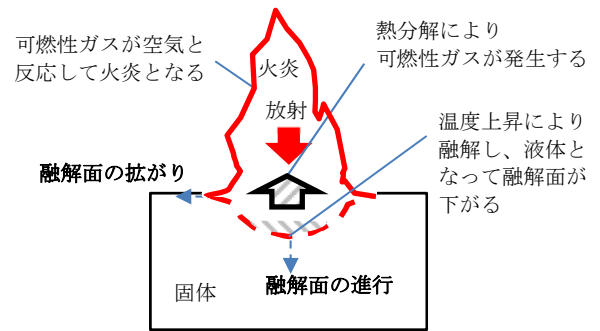 可燃性ガスが空気と
反応して火炎となる
火炎
放射
熱分解により
可燃性ガスが発生する
温度上昇により
融解し、液体と
なって融解面が
下がる
融解面の拡がり
固体
融解面の進行